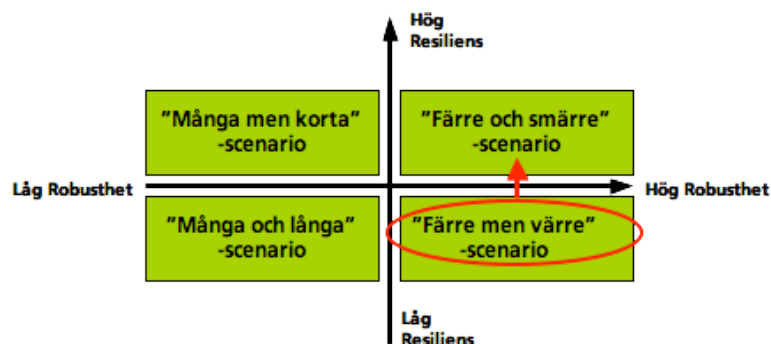 Hög
Resiliens
”Många men korta”
-scenario
”Färre och smärre”
-scenario
Låg Robusthet
Hög Robusthet
”Många och långa”
-scenario
”Färre men värre”
-scenario
Låg
Resiliens